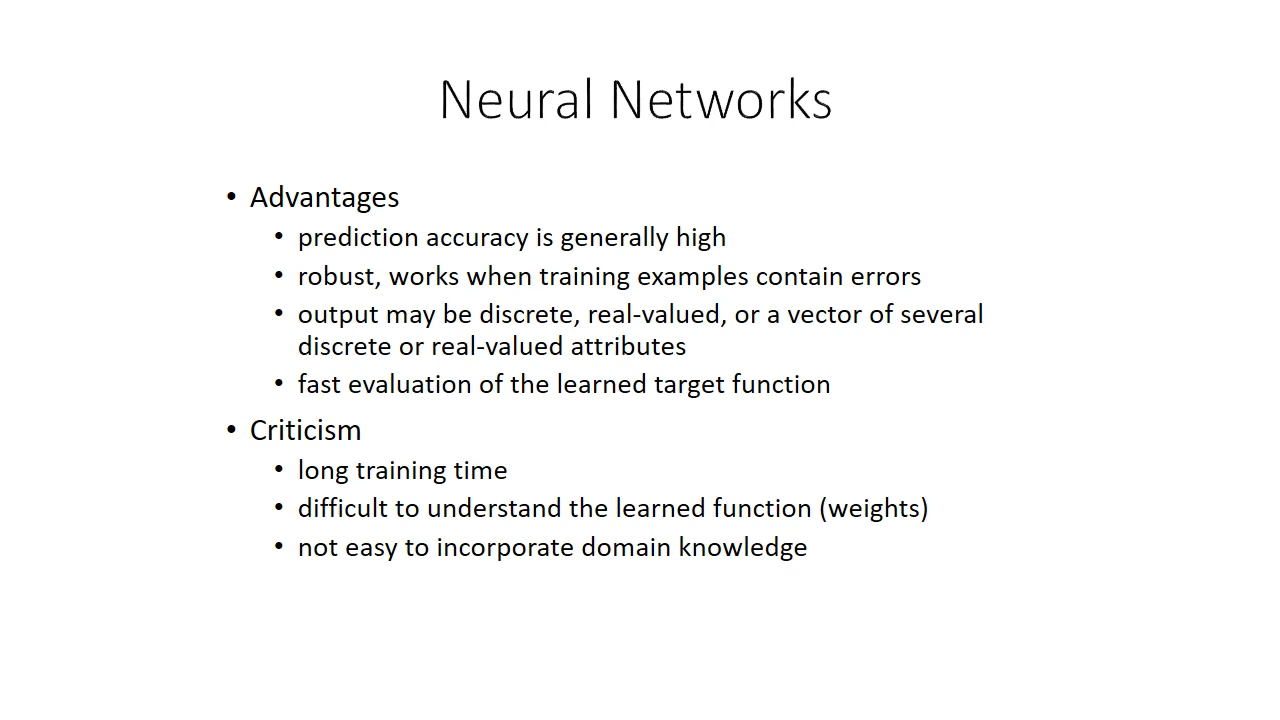 Neural Networks
• Advantages
• prediction accuracy is generally high
• robust, works when training examples contain errors
• output may be discrete, real-valued, or a vector of several
discrete or real-valued attributes
• fast evaluation of the learned target function
• Criticism
• long training time
• difficult to understand the learned function (weights)
• not easy to incorporate domain knowledge